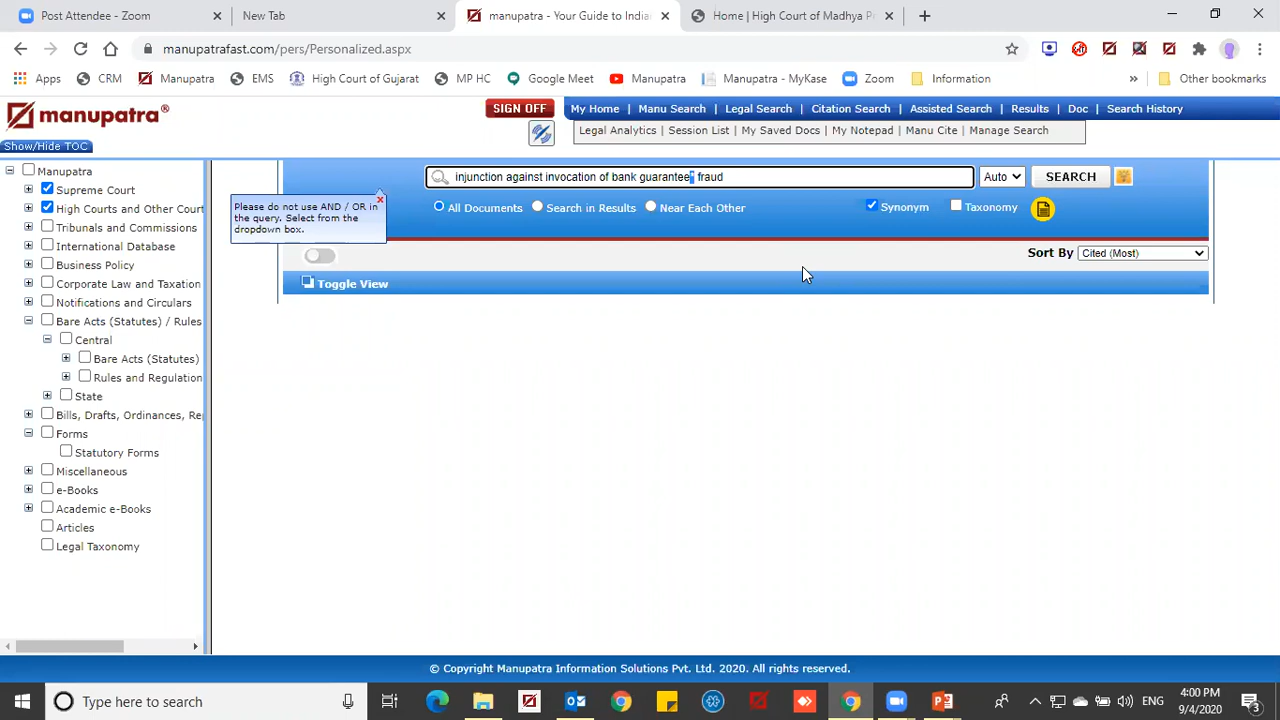 Post Attendee - Zoom
New Tab
manupatra - Your Guide to India
Home | High Court of Madhya P
manupatrafast.com/pers/Personalized.aspx
Apps
CRM
Manupatra
EMS
High Court of Gujarat
MP HC
Google Meet
Manupatra
Manupatra - MyKase
Zoom
Information
»
Other bookmarks
manupatra®
SIGN OFF
My Home | Manu Search | Legal Search | Citation Search | Assisted Search | Results | Doc | Search History
Legal Analytics | Session List | My Saved Docs | My Notepad | Manu Cite | Manage Search
Show/Hide TOC
Manupatra
Supreme Court
High Courts and Other Court
Tribunals and Commissions
International Database
Business Policy
Corporate Law and Taxation
Notifications and Circulars
Bare Acts (Statutes) / Rules
Central
Bare Acts (Statutes)
Rules and Regulation
State
Bills, Drafts, Ordinances, Re
Forms
Statutory Forms
Miscellaneous
e-Books
Academic e-Books
Articles
Legal Taxonomy
injunction against invocation of bank guarantee* fraud
Auto
SEARCH
Please do not use AND / OR in
the query. Select from the
dropdown box.
x
All Documents
Search in Results
Near Each Other
Synonym
Taxonomy
Sort By
Cited (Most)
Toggle View
© Copyright Manupatra Information Solutions Pvt. Ltd. 2020. All rights reserved.
Type here to search
ENG
4:00 PM
9/4/2020
3